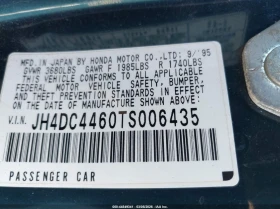 MFD. IN JAPAN BY HONDA MOTOR CO., LTD. 9/'95
GVWR 3680LBS GAWR F 1985LBS R 1740LBS
THIS VEHICLE CONFORMS TO ALL APPLICABLE
FEDERAL MOTOR VEHICLE SAFETY, BUMPER,
AND THEFT PREVENTION STANDARDS IN EFFECT
ON THE DATE OF MANUFACTURE SHOWN ABOVE.
V.I.N. JH4DC4460TS006435
PASSENGER CAR